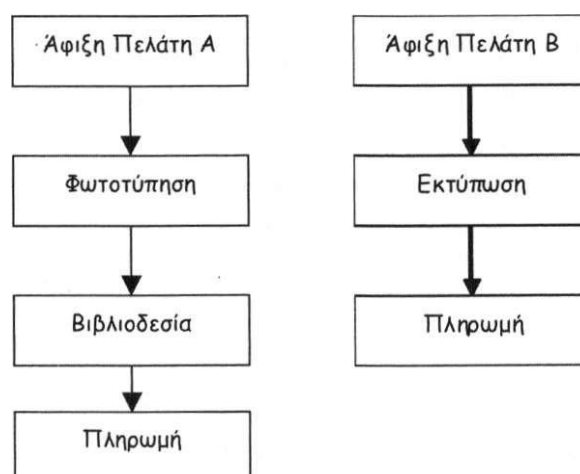 Άφιξη Πελάτη Α
Φωτοτύπηση
Βιβλιοδεσία
Πληρωμή
Άφιξη Πελάτη Β
Εκτύπωση
Πληρωμή